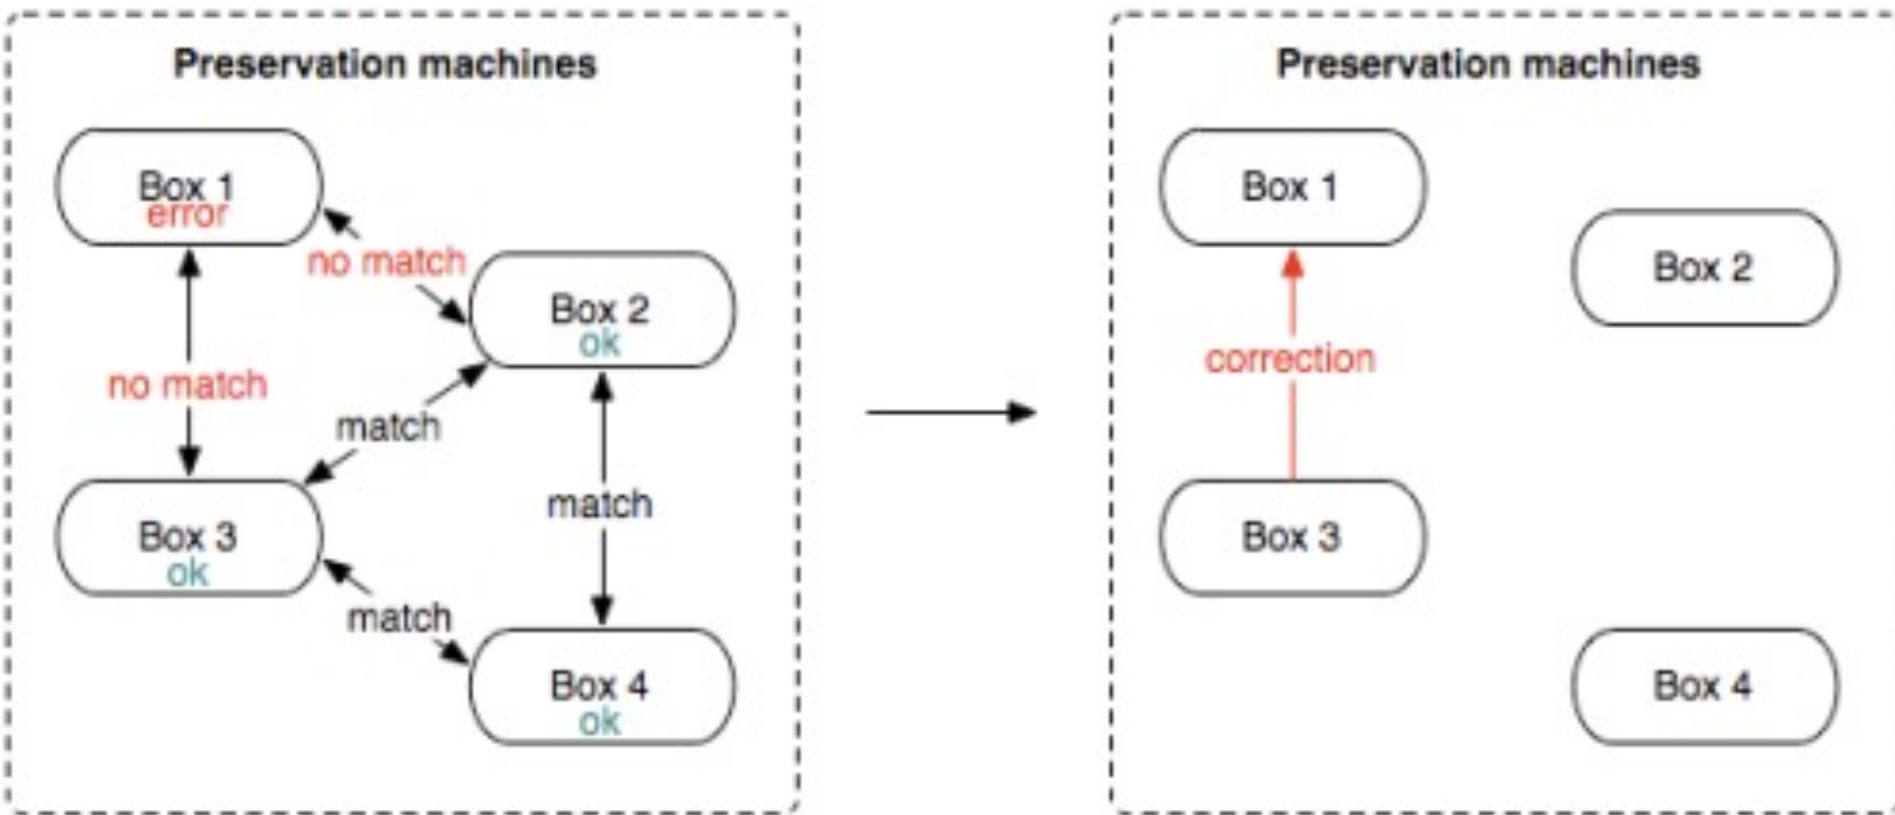 Preservation machines
Box 1
error
no match
Box 2
ok
no match
match
match
Box 3
ok
match
Box 4
ok
Preservation machines
Box 1
Box 2
correction
Box 3
Box 4